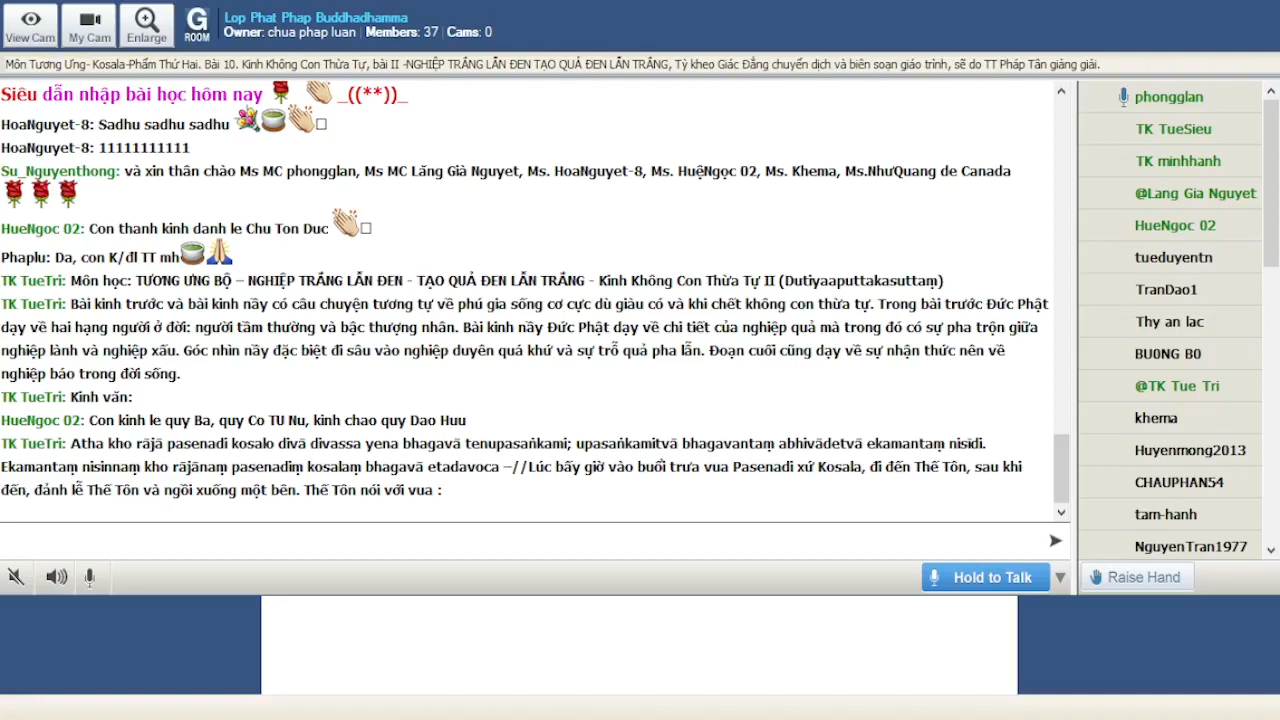 View Cam
My Cam
Enlarge
G
ROOM
Lop Phat Phap Buddhadhamma
Owner: chua phap luan | Members: 37 | Cams: 0
Môn Tương Ưng- Kosala-Phẩm Thứ Hai. Bài 10. Kinh Không Con Thừa Tự, bài II -NGHIỆP TRẮNG LẪN ĐEN TẠO QUẢ ĐEN LẪN TRẮNG, Tỷ kheo Giác Đẳng chuyển dịch và biên soạn giáo trình, sẽ do TT Pháp Tân giảng giải.
Siêu dẫn nhập bài học hôm nay _((**))_
HoaNguyet-8: Sadhu sadhu sadhu
HoaNguyet-8: 11111111111
Su_Nguyenthong: và xin thân chào Ms MC phongglan, Ms MC Lăng Già Nguyet, Ms. HoaNguyet-8, Ms. HuệNgọc 02, Ms. Khema, Ms.NhưQuang de Canada
HueNgoc 02: Con thanh kinh danh le Chu Ton Duc
Phaplu: Da, con K/đl TT mh
TK TueTri: Môn học: TƯƠNG ƯNG BỘ – NGHIỆP TRẮNG LẪN ĐEN - TẠO QUẢ ĐEN LẪN TRẮNG - Kinh Không Con Thừa Tự II (Dutiyaaputtakasuttaṃ)
TK TueTri: Bài kinh trước và bài kinh nầy có câu chuyện tương tự về phú gia sống cơ cực dù giàu có và khi chết không con thừa tự. Trong bài trước Đức Phật
dạy về hai hạng người ở đời: người tầm thường và bậc thượng nhân. Bài kinh nầy Đức Phật dạy về chi tiết của nghiệp quả mà trong đó có sự pha trộn giữa
nghiệp lành và nghiệp xấu. Góc nhìn nầy đặc biệt đi sâu vào nghiệp duyên quá khứ và sự trỗ quả pha lẫn. Đoạn cuối cũng dạy về sự nhận thức nên về
nghiệp báo trong đời sống.
TK TueTri: Kinh văn:
HueNgoc 02: Con kinh le quy Ba, quy Co TU Nu, kinh chao quy Dao Huu
TK TueTri: Atha kho rājā pasenadi kosalo divā divassa yena bhagavā tenupasaṅkami; upasaṅkamitvā bhagavantaṃ abhivādetvā ekamantaṃ nisīdi.
Ekamantaṃ nisinnaṃ kho rājānaṃ pasenadiṃ kosalaṃ bhagavā etadavoca –//Lúc bấy giờ vào buổi trưa vua Pasenadi xứ Kosala, đi đến Thế Tôn, sau khi
đến, đảnh lễ Thế Tôn và ngồi xuống một bên. Thế Tôn nói với vua :
Hold to Talk
phongglan
TK TueSieu
TK minhhanh
@Lang Gia Nguyet
HueNgoc 02
tueduyentn
TranDao1
Thy an lac
BU0NG B0
@TK Tue Tri
khema
Huyenmong2013
CHAUPHAN54
tam-hanh
NguyenTran1977
Raise Hand